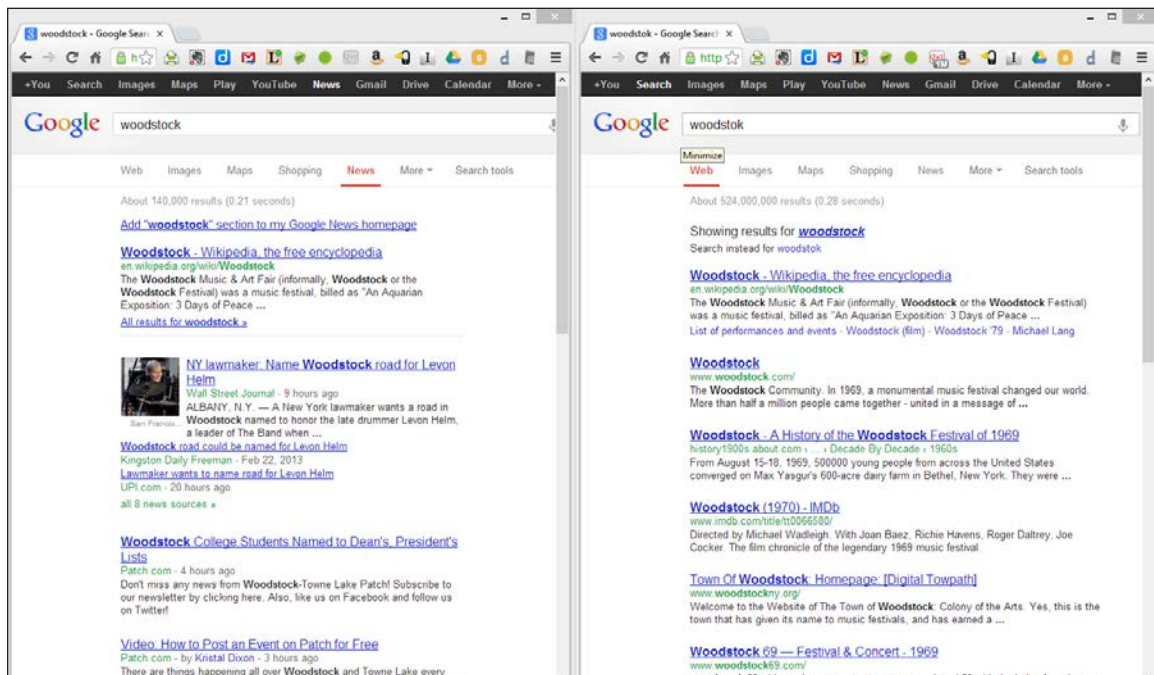 woodstock - Google Searc
+You Search Images Maps Play YouTube News Gmail Drive Calendar More
Google woodstock
Web Images Maps Shopping News More Search tools
About 140,000 results (0.21 seconds)
Add "woodstock" section to my Google News homepage
Woodstock - Wikipedia, the free encyclopedia
en.wikipedia.org/wiki/Woodstock
The Woodstock Music & Art Fair (informally, Woodstock or the
Woodstock Festival) was a music festival, billed as "An Aquarian
Exposition: 3 Days of Peace ...
All results for woodstock »
NY lawmaker: Name Woodstock road for Levon
Helm
Wall Street Journal - 9 hours ago
ALBANY, N.Y. — A New York lawmaker wants a road in
Woodstock named to honor the late drummer Levon Helm,
a leader of The Band when ...
San Francis...
Woodstock road could be named for Levon Helm
Kingston Daily Freeman - Feb 22, 2013
Lawmaker wants to name road for Levon Helm
UPI.com - 20 hours ago
all 8 news sources »
Woodstock College Students Named to Dean's, President's
Lists
Patch.com - 4 hours ago
Don't miss any news from Woodstock-Towne Lake Patch! Subscribe to
our newsletter by clicking here. Also, like us on Facebook and follow us
on Twitter!
Video: How to Post an Event on Patch for Free
Patch.com - by Kristal Dixon - 3 hours ago
There are things happening all over Woodstock and Towne Lake every
woodstok - Google Search
http
+You Search Images Maps Play YouTube News Gmail Drive Calendar More
Google woodstok
Minimize
Web Images Maps Shopping News More Search tools
About 524,000,000 results (0.28 seconds)
Showing results for woodstock
Search instead for woodstok
Woodstock - Wikipedia, the free encyclopedia
en.wikipedia.org/wiki/Woodstock
The Woodstock Music & Art Fair (informally, Woodstock or the Woodstock Festival)
was a music festival, billed as "An Aquarian Exposition: 3 Days of Peace ...
List of performances and events - Woodstock (film) - Woodstock '79 - Michael Lang
Woodstock
www.woodstock.com/
The Woodstock Community. In 1969, a monumental music festival changed our world.
More than half a million people came together - united in a message of ...
Woodstock - A History of the Woodstock Festival of 1969
history1900s.about.com › ... › Decade By Decade › 1960s
From August 15-18, 1969, 500000 young people from across the United States
converged on Max Yasgur's 600-acre dairy farm in Bethel, New York. They were ...
Woodstock (1970) - IMDb
www.imdb.com/title/tt0066580/
Directed by Michael Wadleigh. With Joan Baez, Richie Havens, Roger Daltrey, Joe
Cocker. The film chronicle of the legendary 1969 music festival.
Town Of Woodstock: Homepage: [Digital Towpath]
www.woodstockny.org/
Welcome to the Website of The Town of Woodstock: Colony of the Arts. Yes, this is the
town that has given its name to music festivals, and has earned a ...
Woodstock 69 — Festival & Concert - 1969
www.woodstock69.com/